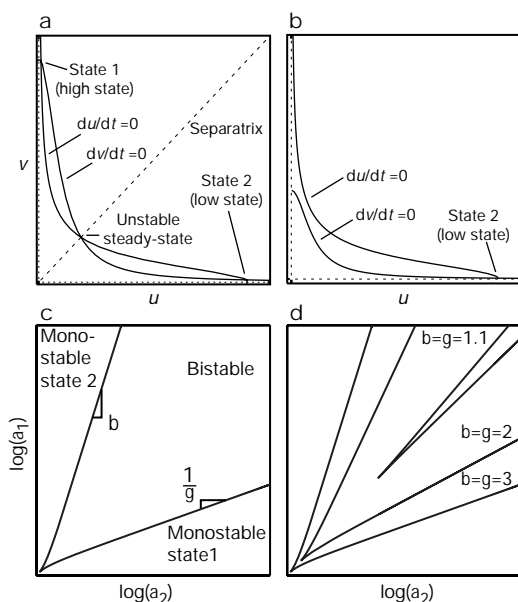 a
State 1
(high state)
du/dt=0
dv/dt=0
Separatrix
State 2
(low state)
Unstable
steady-state
v
u
b
du/dt=0
dv/dt=0
State 2
(low state)
u
c
Mono-
stable
state 2
Bistable
b
1
g
Monostable
state1
log(a1)
log(a2)
d
b=g=1.1
b=g=2
b=g=3
log(a2)